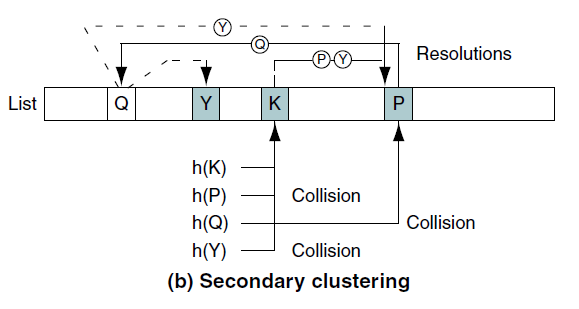 Y
Q
P Y
Resolutions
List Q Y K P
h(K)
h(P) Collision
h(Q) Collision
h(Y) Collision
(b) Secondary clustering